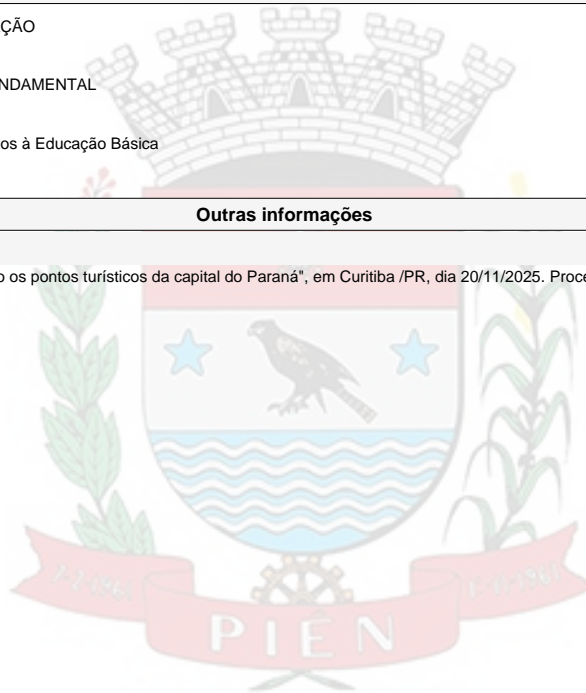 ÇÃO
NDAMENTAL
os à Educação Básica
Outras informações
o os pontos turísticos da capital do Paraná", em Curitiba /PR, dia 20/11/2025. Proce
PIÊN